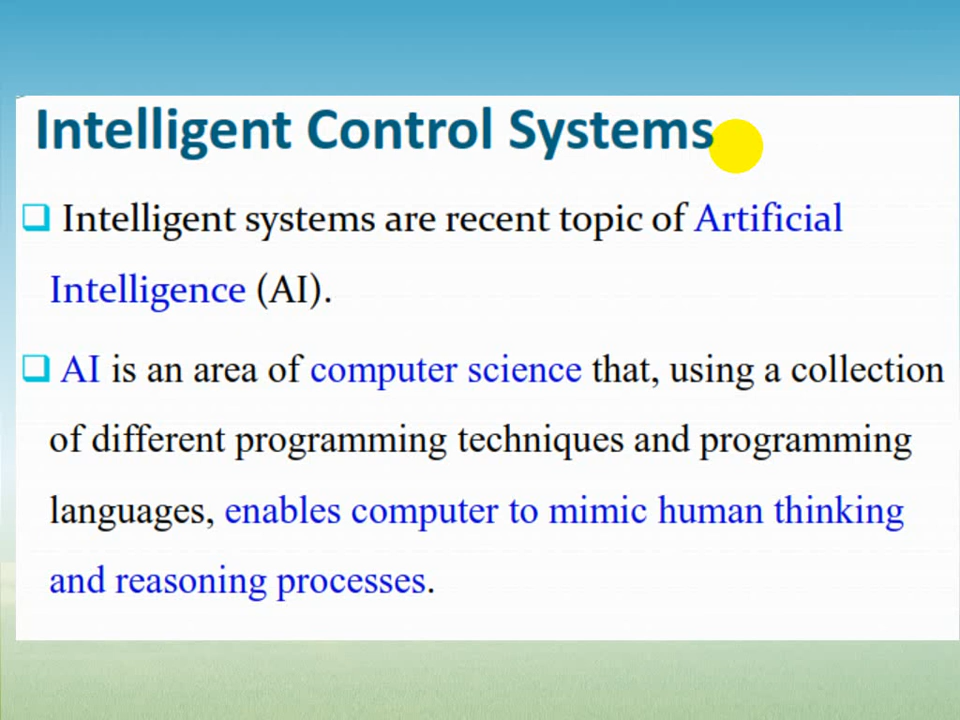 Intelligent Control Systems
Intelligent systems are recent topic of Artificial
Intelligence (AI).
AI is an area of computer science that, using a collection
of different programming techniques and programming
languages, enables computer to mimic human thinking
and reasoning processes.